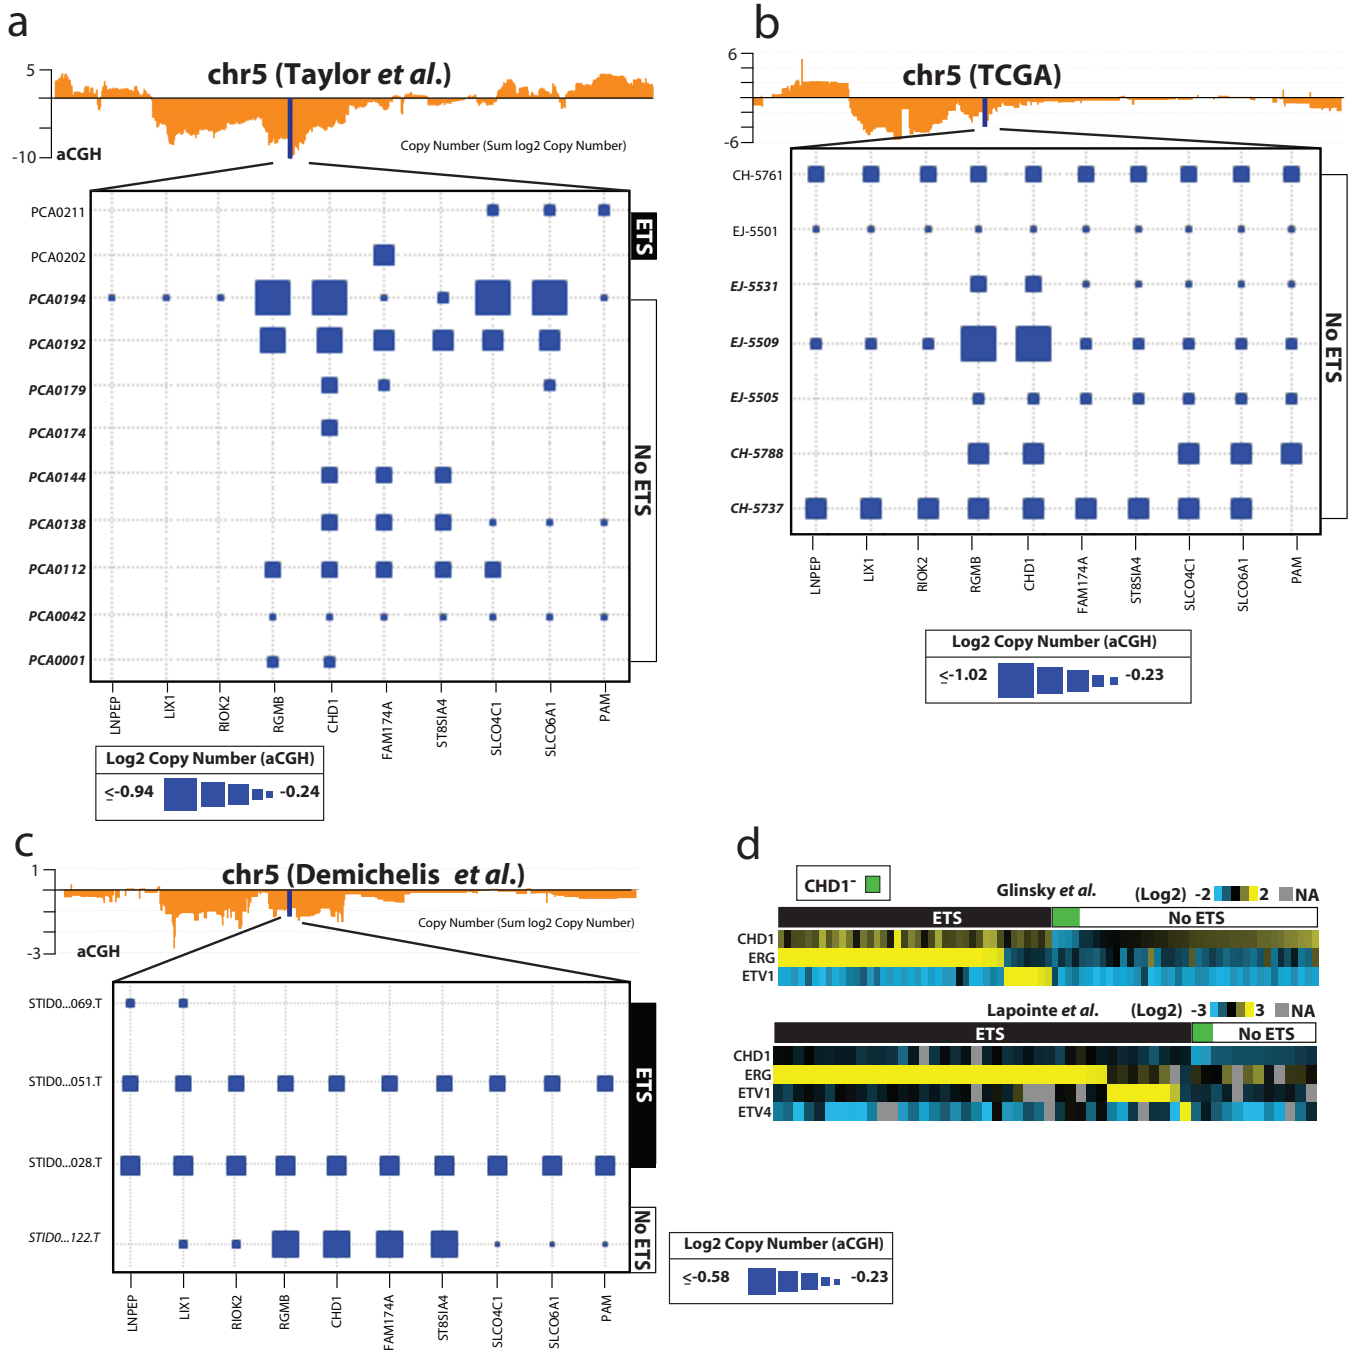 a
chr5 (Taylor et al.)
5
-10
aCGH
Copy Number (Sum log2 Copy Number)
PCA0211
PCA0202
PCA0194
PCA0192
PCA0179
PCA0174
PCA0144
PCA0138
PCA0112
PCA0042
PCA0001
ETS
No ETS
LNPEP
LIX1
RIOK2
RGMB
CHD1
FAM174A
ST8SIA4
SLCO4C1
SLCO6A1
PAM
Log2 Copy Number (aCGH)
≤-0.94
-0.24
b
chr5 (TCGA)
6
-6
CH-5761
EJ-5501
EJ-5531
EJ-5509
EJ-5505
CH-5788
CH-5737
No ETS
LNPEP
LIX1
RIOK2
RGMB
CHD1
FAM174A
ST8SIA4
SLCO4C1
SLCO6A1
PAM
Log2 Copy Number (aCGH)
≤-1.02
-0.23
c
chr5 (Demichelis et al.)
1
-3
aCGH
Copy Number (Sum log2 Copy Number)
STID0...069.T
STID0...051.T
STID0...028.T
STID0...122.T
ETS
No ETS
LNPEP
LIX1
RIOK2
RGMB
CHD1
FAM174A
ST8SIA4
SLCO4C1
SLCO6A1
PAM
Log2 Copy Number (aCGH)
≤-0.58
-0.23
d
CHD1-
Glinsky et al. (Log2) -2 2 NA
ETS No ETS
CHD1
ERG
ETV1
Lapointe et al. (Log2) -3 3 NA
ETS No ETS
CHD1
ERG
ETV1
ETV4